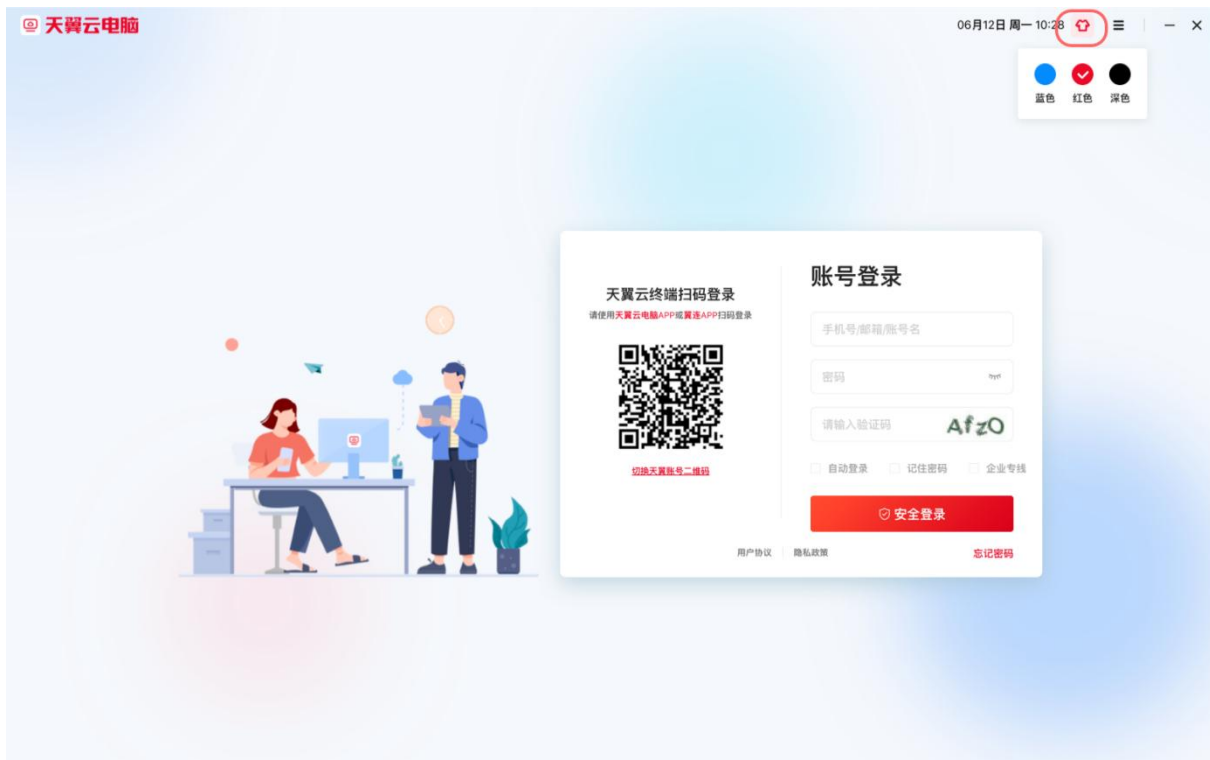 天翼云电脑
06月12日 周一 10:28
蓝色 红色 深色
天翼云终端扫码登录
请使用天翼云电脑APP或翼连APP扫码登录
切换天翼账号二维码
账号登录
手机号/邮箱/账号名
密码
请输入验证码 AfzO
自动登录 记住密码 企业专线
安全登录
用户协议 隐私政策 忘记密码